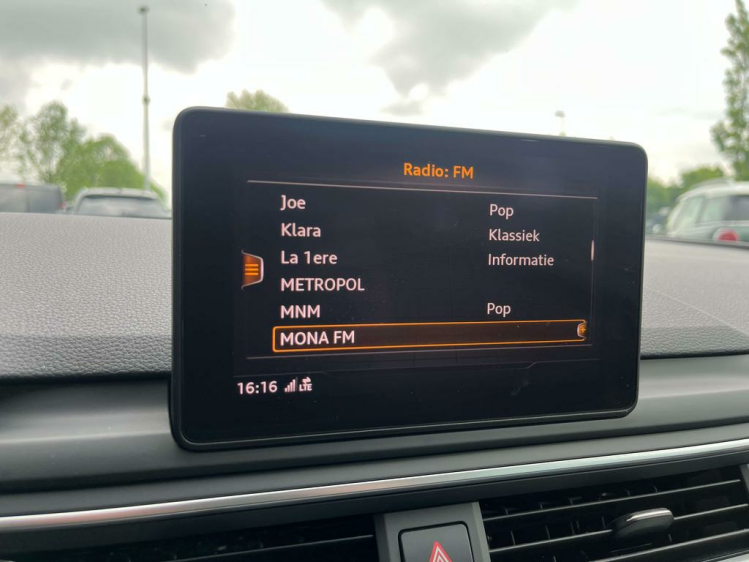 Radio: FM
Joe Pop
Klara Klassiek
La 1ere Informatie
METROPOL
MNM Pop
MONA FM
16:16 LTE